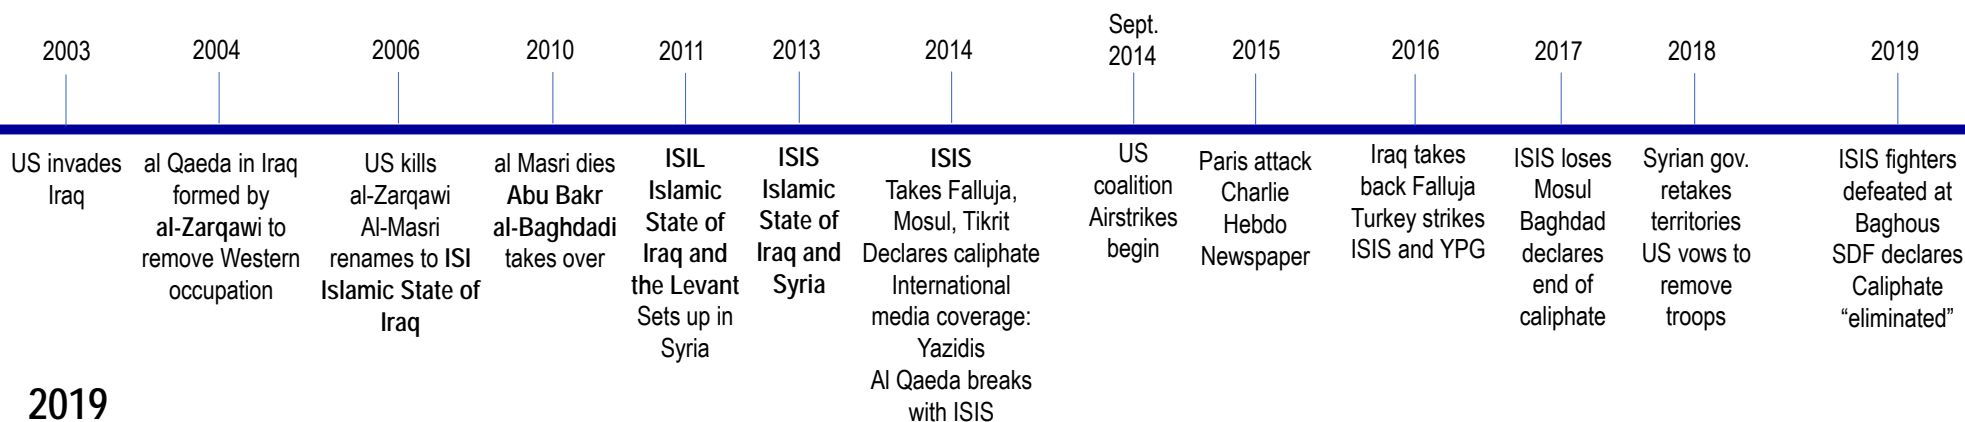 2003
US invades
Iraq
2004
al Qaeda in Iraq
formed by
al-Zarqawi to
remove Western
occupation
2006
US kills
al-Zarqawi
Al-Masri
renames to ISI
Islamic State of
Iraq
2010
al Masri dies
Abu Bakr
al-Baghdadi
takes over
2011
ISIL
Islamic
State of
Iraq and
the Levant
Sets up in
Syria
2013
ISIS
Islamic
State of
Iraq and
Syria
2014
ISIS
Takes Falluja,
Mosul, Tikrit
Declares caliphate
International
media coverage:
Yazidis
Al Qaeda breaks
with ISIS
Sept.
2014
US
coalition
Airstrikes
begin
2015
Paris attack
Charlie
Hebdo
Newspaper
2016
Iraq takes
back Falluja
Turkey strikes
ISIS and YPG
2017
ISIS loses
Mosul
Baghdad
declares
end of
caliphate
2018
Syrian gov.
retakes
territories
US vows to
remove
troops
2019
ISIS fighters
defeated at
Baghous
SDF declares
Caliphate
“eliminated”
2019